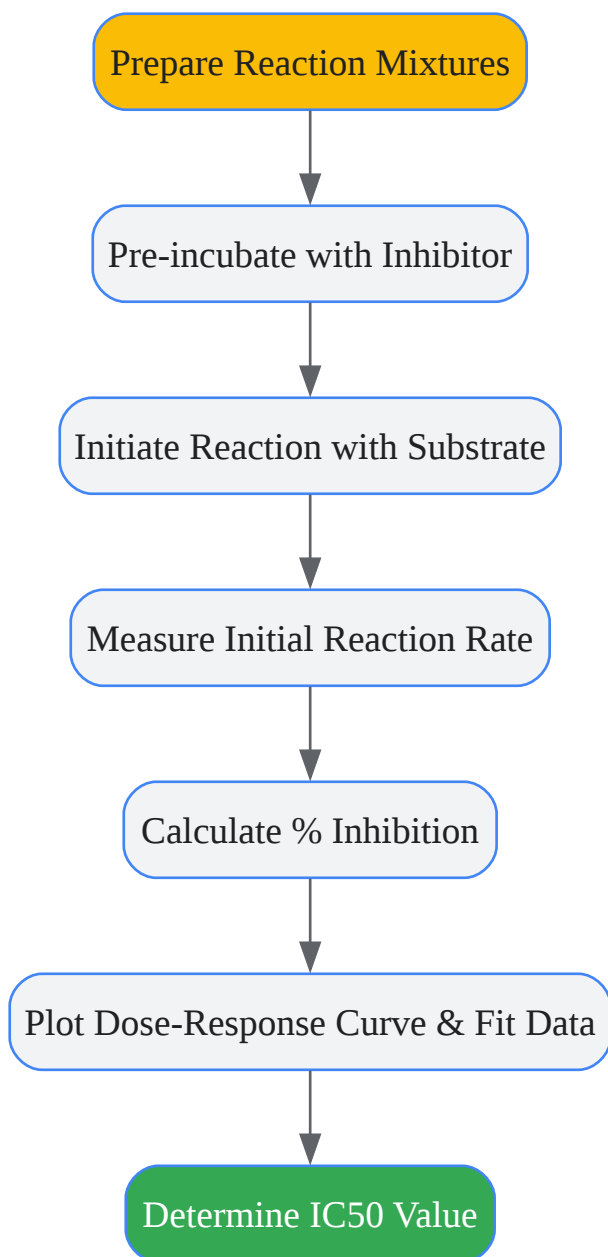 Prepare Reaction Mixtures
Pre-incubate with Inhibitor
Initiate Reaction with Substrate
Measure Initial Reaction Rate
Calculate % Inhibition
Plot Dose-Response Curve & Fit Data
Determine IC50 Value